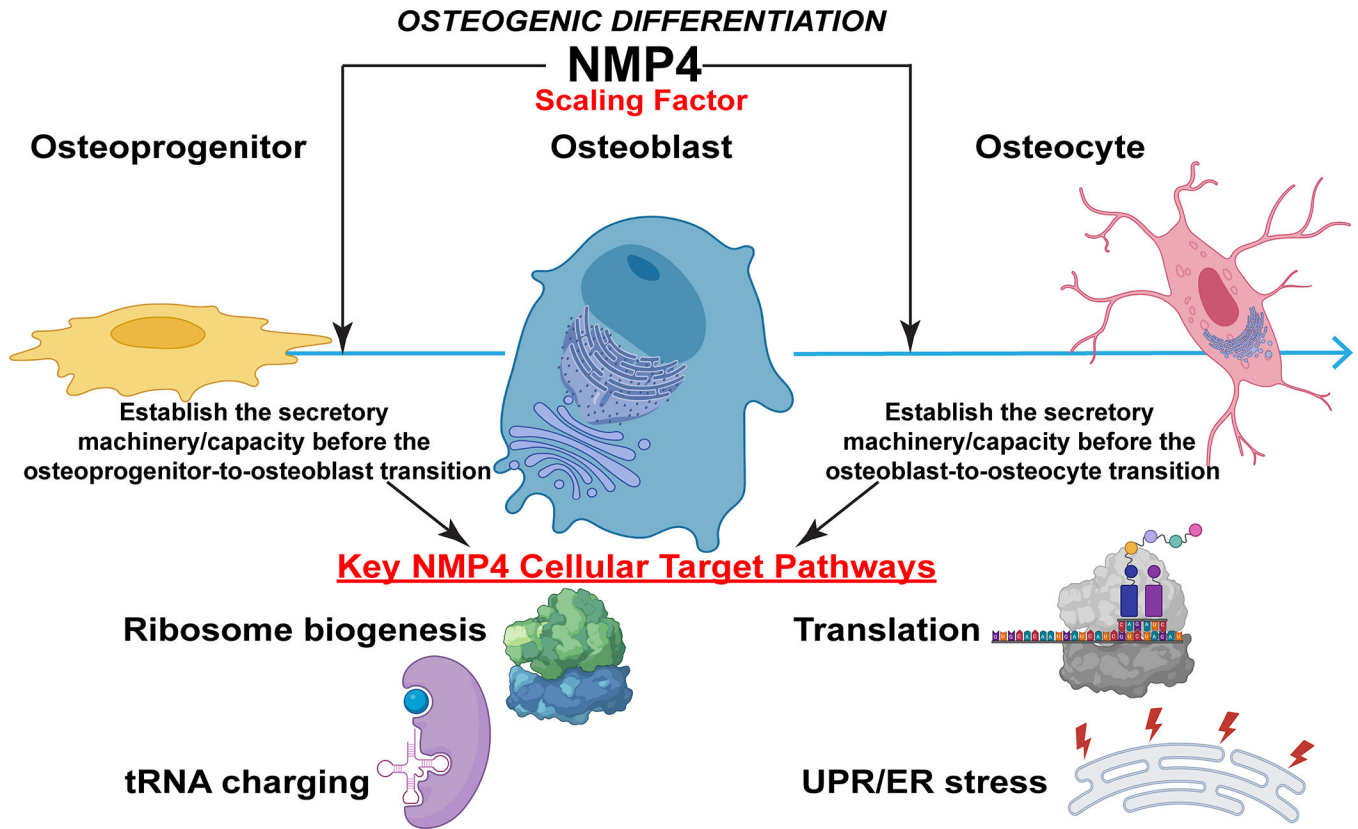 OSTEOGENIC DIFFERENTIATION
NMP4
Scaling Factor
Osteoprogenitor
Osteoblast
Osteocyte
Establish the secretory
machinery/capacity before the
osteoprogenitor-to-osteoblast transition
Establish the secretory
machinery/capacity before the
osteoblast-to-osteocyte transition
Key NMP4 Cellular Target Pathways
Ribosome biogenesis
Translation
tRNA charging
UPR/ER stress